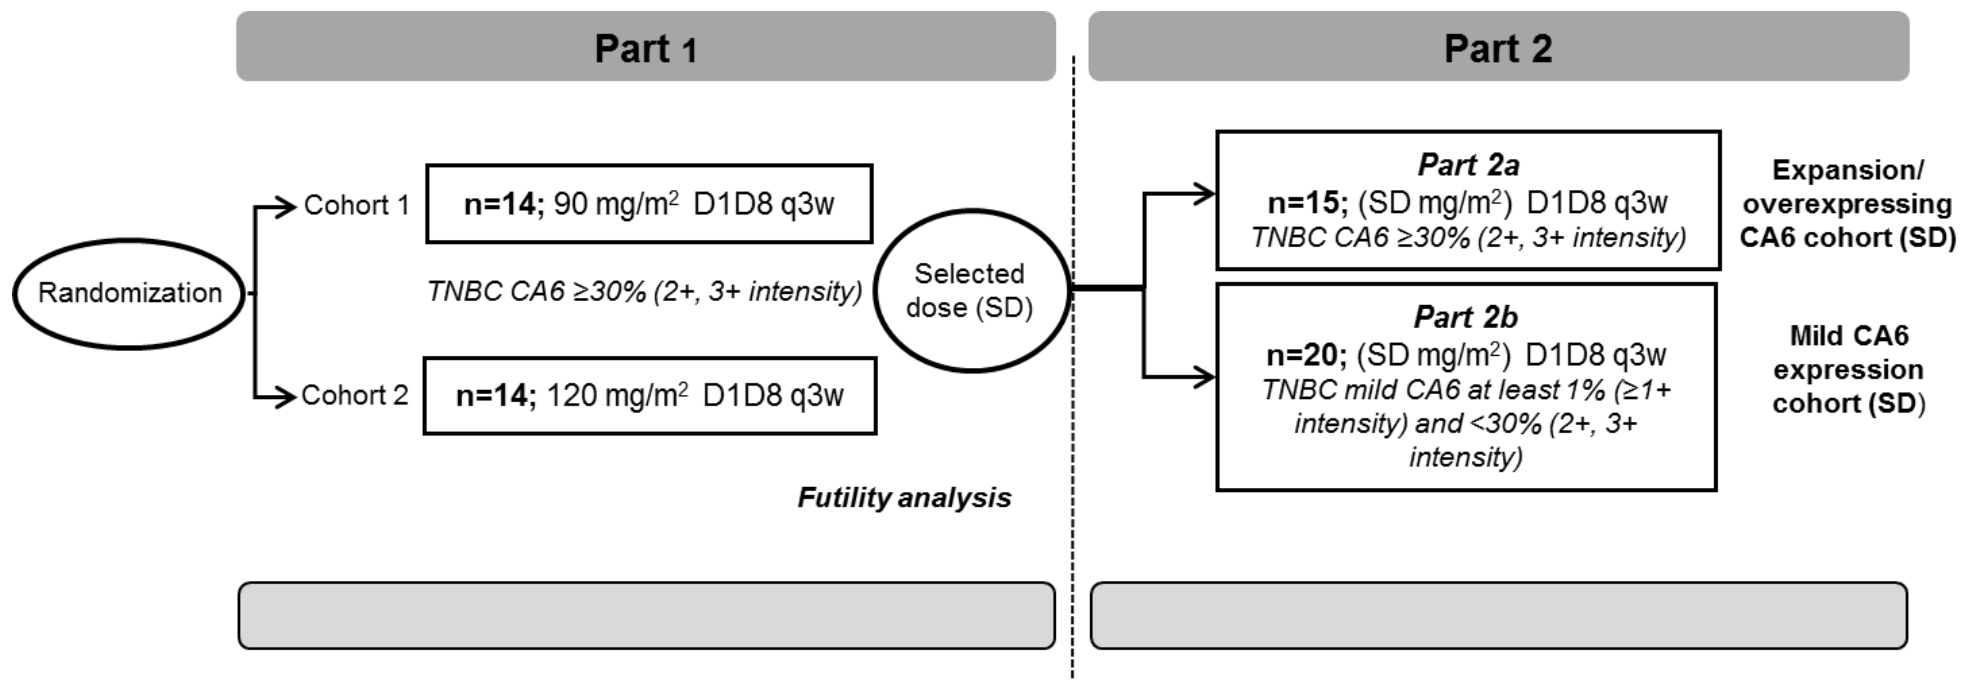 Part 1
Part 2
Randomization
Cohort 1
n=14; 90 mg/m² D1D8 q3w
TNBC CA6 ≥30% (2+, 3+ intensity)
Cohort 2
n=14; 120 mg/m² D1D8 q3w
Selected
dose (SD)
Futility analysis
Part 2a
n=15; (SD mg/m²) D1D8 q3w
TNBC CA6 ≥30% (2+, 3+ intensity)
Expansion/
overexpressing
CA6 cohort (SD)
Part 2b
n=20; (SD mg/m²) D1D8 q3w
TNBC mild CA6 at least 1% (≥1+
intensity) and <30% (2+, 3+
intensity)
Mild CA6
expression
cohort (SD)